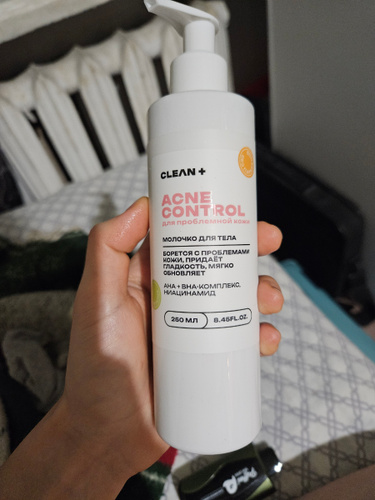 CLEAN +
ACNE
CONTROL
для проблемной кожи
МОЛОЧКО ДЛЯ ТЕЛА
БОРЕТСЯ С ПРОБЛЕМАМИ
КОЖИ, ПРИДАЁТ
ГЛАДКОСТЬ, МЯГКО
ОБНОВЛЯЕТ
AHA + BHA-КОМПЛЕКС,
НИАЦИНАМИД
250 МЛ
8.45FL.OZ.